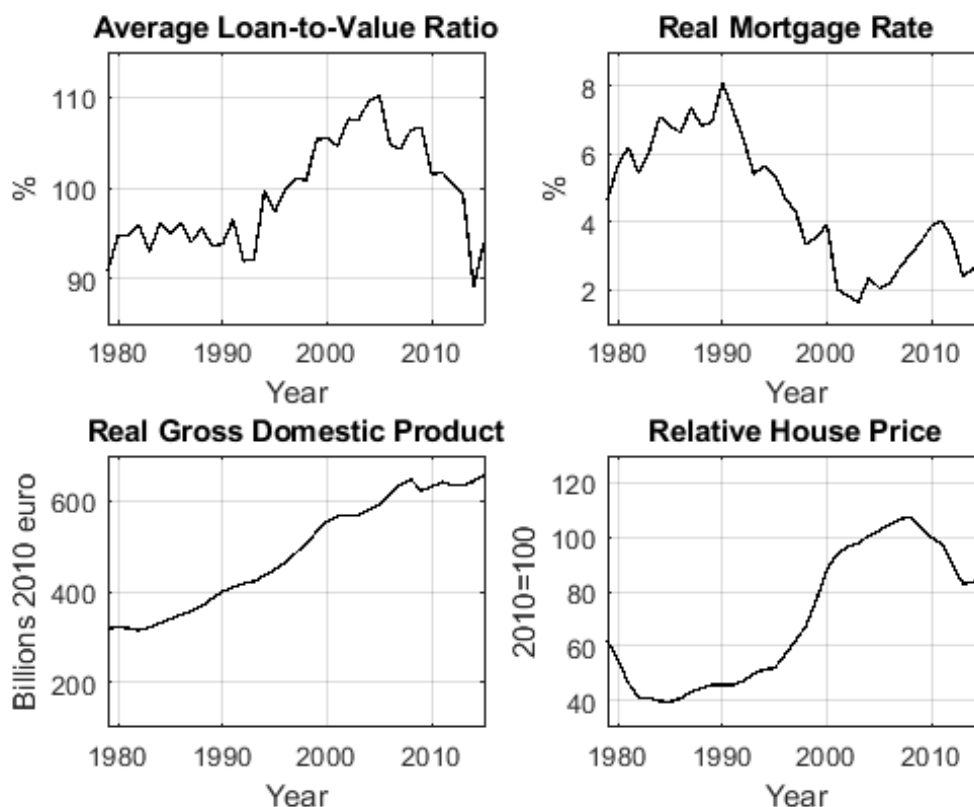 Average Loan-to-Value Ratio
%
110
100
90
1980 1990 2000 2010
Year
Real Mortgage Rate
%
8
6
4
2
1980 1990 2000 2010
Year
Real Gross Domestic Product
Billions 2010 euro
600
400
200
1980 1990 2000 2010
Year
Relative House Price
2010=100
120
100
80
60
40
1980 1990 2000 2010
Year